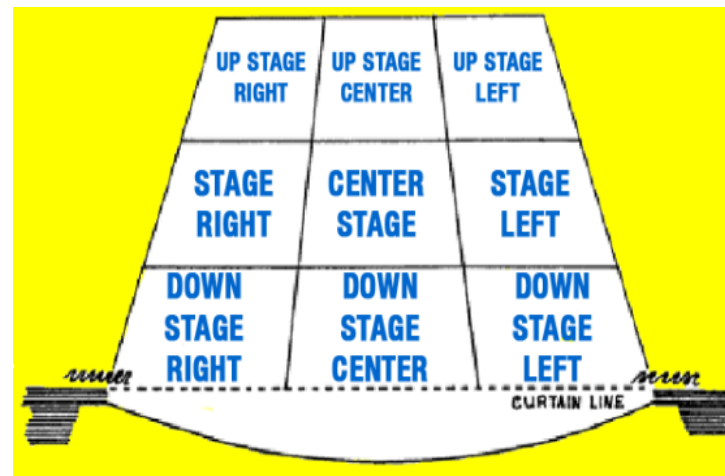 UP STAGE
RIGHT
UP STAGE
CENTER
UP STAGE
LEFT
STAGE
RIGHT
CENTER
STAGE
STAGE
LEFT
DOWN
STAGE
RIGHT
DOWN
STAGE
CENTER
DOWN
STAGE
LEFT
CURTAIN LINE